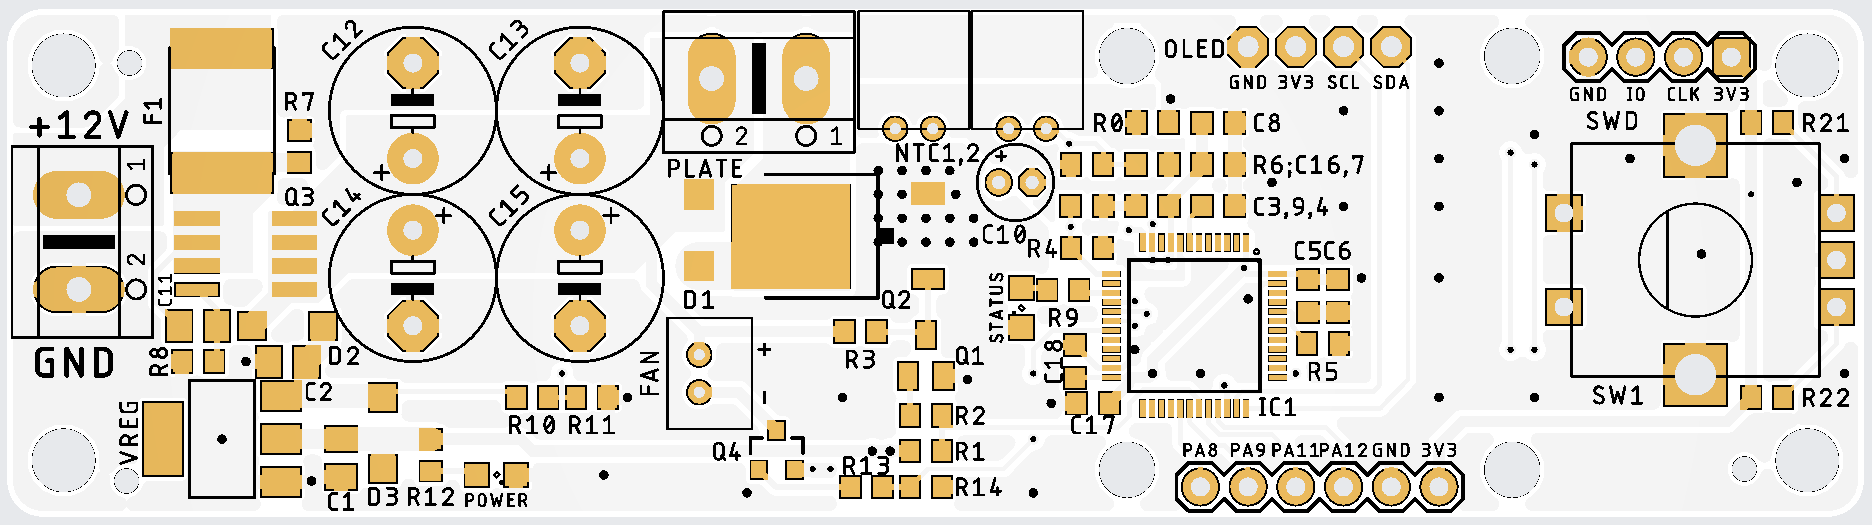 C12
C13
OLED
GND 3V3 SCL SDA
GND IO CLK 3V3
SWD
F1
R7
+12V
2
1
PLATE
NTC1,2
+
+
+
R0
C8
R21
1
Q3
C14
C15
R6;C16,7
C3,9,4
+
+
C10
R4
C5C6
2
C11
D1
Q2
STATUS
R9
GND
R8
D2
FAN
+
-
R3
Q1
C18
R5
C2
SW1
R22
VREG
R10 R11
R2
C17
IC1
Q4
R1
PA8 PA9 PA11PA12 GND 3V3
C1
D3
R12
POWER
R13
R14